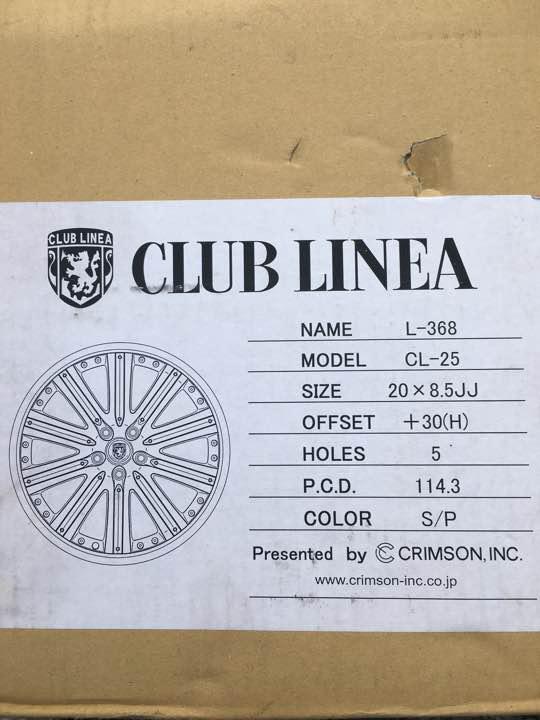 CLUB LINEA
CLUB LINEA
NAME L-368
MODEL CL-25
SIZE 20×8.5JJ
OFFSET +30(H)
HOLES 5
P.C.D. 114.3
COLOR S/P
Presented by CRIMSON, INC.
www.crimson-inc.co.jp